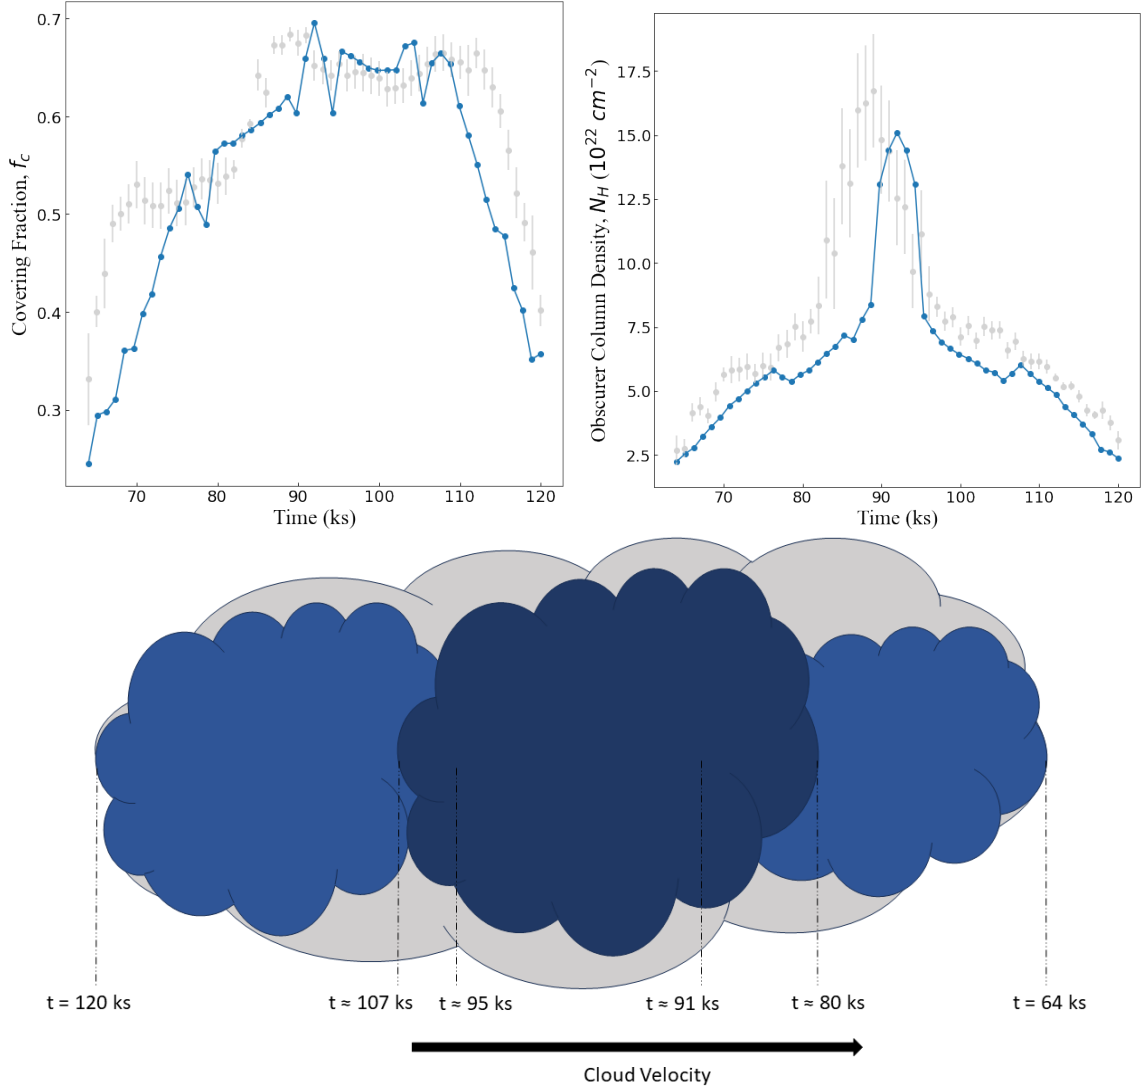 0.7
0.6
0.5
0.4
0.3
Covering Fraction, f_c
70 80 90 100 110 120
Time (ks)
17.5
15.0
12.5
10.0
7.5
5.0
2.5
Obscurer Column Density, N_H (10^22 cm^−2)
70 80 90 100 110 120
Time (ks)
t = 120 ks t ≈ 107 ks t ≈ 95 ks t ≈ 91 ks t ≈ 80 ks t = 64 ks
Cloud Velocity